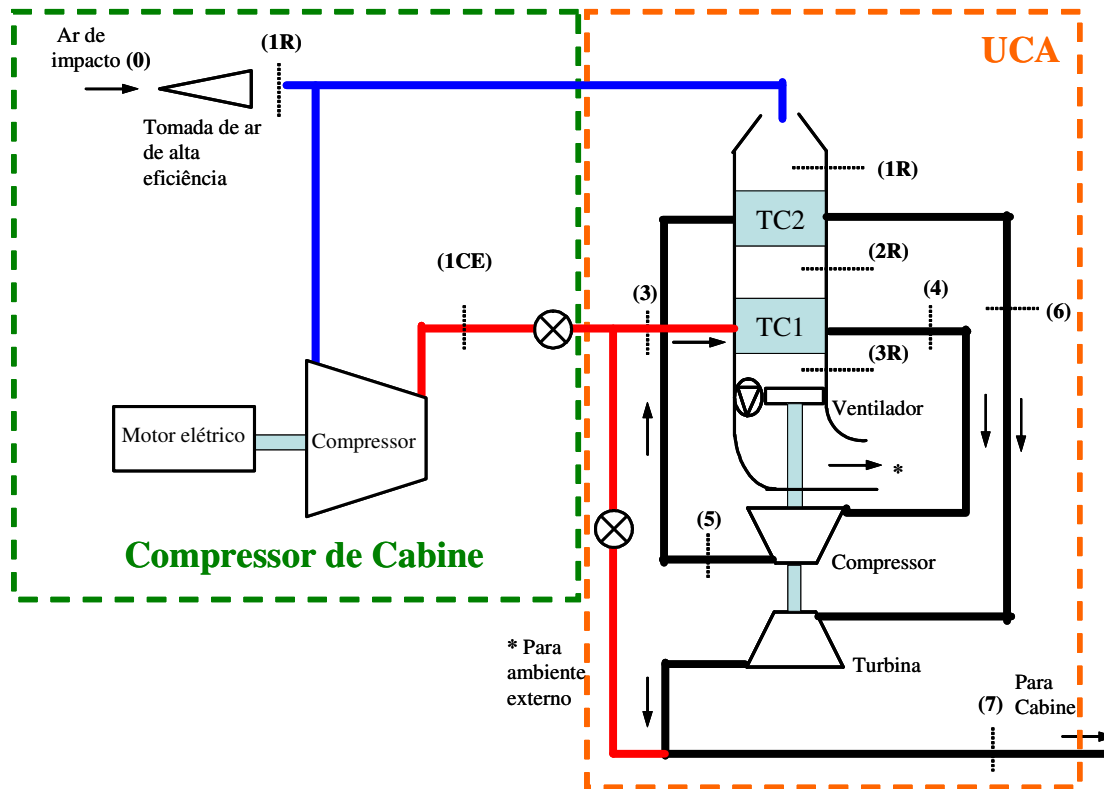 Ar de
impacto (0)
(1R)
UCA
Tomada de ar
de alta
eficiência
(1R)
TC2
(2R)
(1CE)
(3)
(4)
(6)
TC1
(3R)
Ventilador
Motor elétrico
Compressor
*
(5)
Compressor de Cabine
Compressor
* Para
ambiente
externo
Turbina
(7)
Para
Cabine